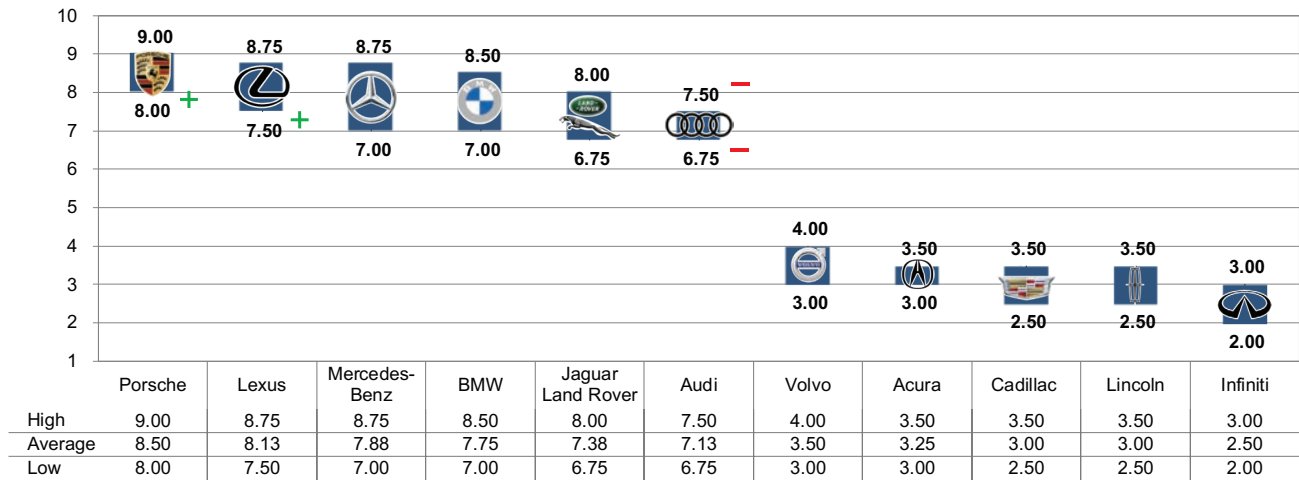 10
9
8
7
6
5
4
3
2
1
9.00 8.75 8.75 8.50 8.00 7.50 4.00 3.50 3.50 3.50 3.00
8.00 7.50 7.00 7.00 6.75 6.75 3.00 3.00 2.50 2.50 2.00
LAND
ROVER
BMW
VOLVO
Porsche Lexus Mercedes-Benz BMW Jaguar Land Rover Audi Volvo Acura Cadillac Lincoln Infiniti
High 9.00 8.75 8.75 8.50 8.00 7.50 4.00 3.50 3.50 3.50 3.00
Average 8.50 8.13 7.88 7.75 7.38 7.13 3.50 3.25 3.00 3.00 2.50
Low 8.00 7.50 7.00 7.00 6.75 6.75 3.00 3.00 2.50 2.50 2.00